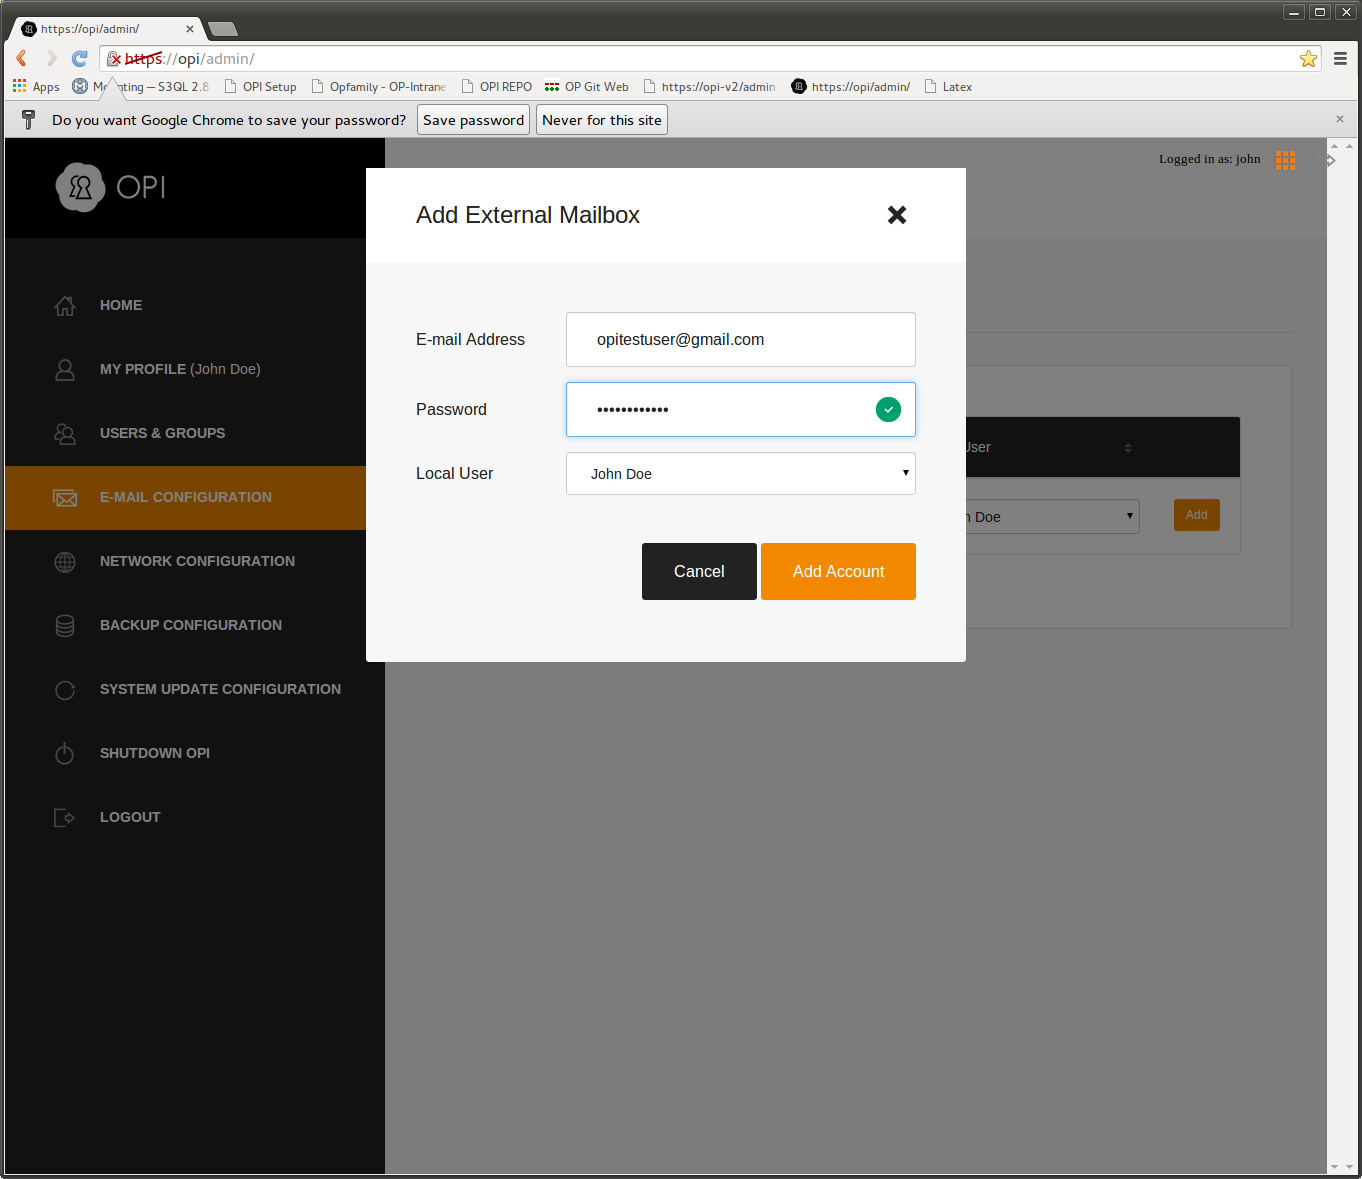 https://opi/admin/
https://opi/admin/
Apps
S3QL 2.8
OPI Setup
Opfamily - OP-Intrane
OPI REPO
OP Git Web
https://opi-v2/admin
https://opi/admin/
Latex
Do you want Google Chrome to save your password?
Save password
Never for this site
OPI
Logged in as: john
Add External Mailbox
HOME
MY PROFILE (John Doe)
USERS & GROUPS
E-MAIL CONFIGURATION
NETWORK CONFIGURATION
BACKUP CONFIGURATION
SYSTEM UPDATE CONFIGURATION
SHUTDOWN OPI
LOGOUT
E-mail Address
opitestuser@gmail.com
Password
••••••••••••
Local User
John Doe
Cancel
Add Account
User
n Doe
Add